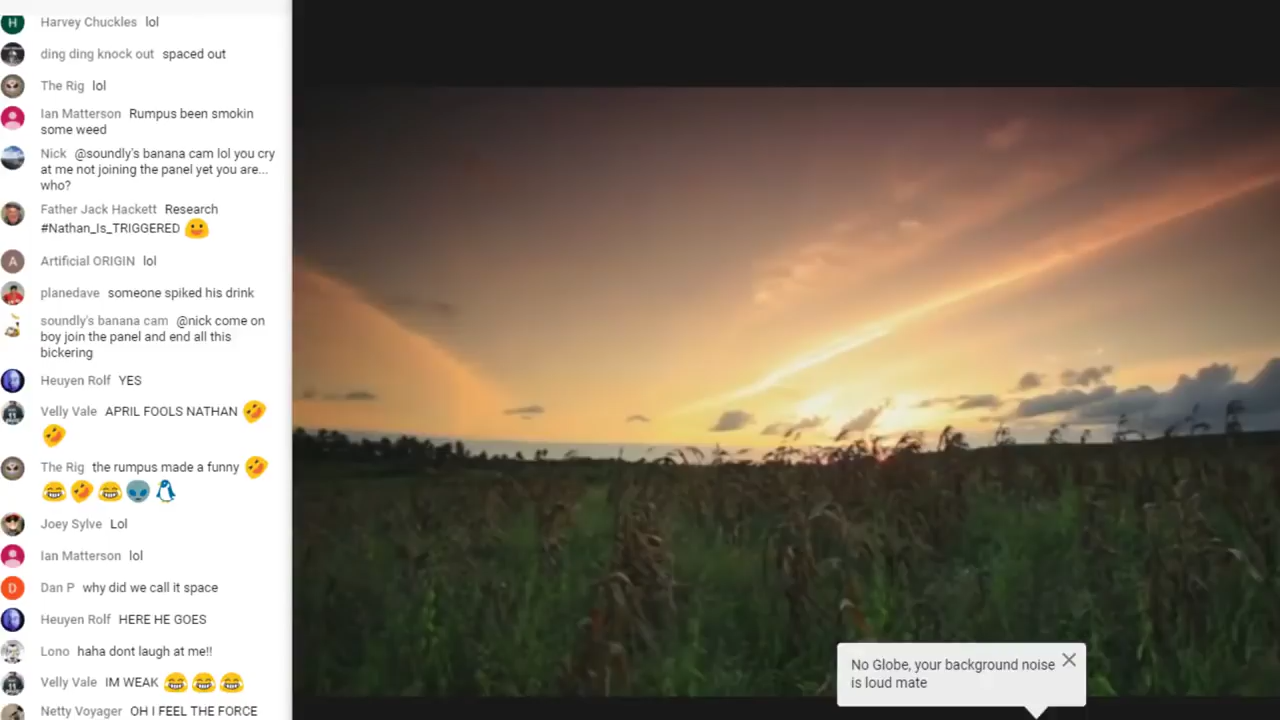 H Harvey Chuckles lol
ding ding knock out spaced out
The Rig lol
Ian Matterson Rumpus been smokin
some weed
Nick @soundly's banana cam lol you cry
at me not joining the panel yet you are...
who?
Father Jack Hackett Research
#Nathan_Is_TRIGGERED
A Artificial ORIGIN lol
planedave someone spiked his drink
soundly's banana cam @nick come on
boy join the panel and end all this
bickering
Heuyen Rolf YES
Velly Vale APRIL FOOLS NATHAN 🤣
🤣
The Rig the rumpus made a funny 🤣
😂 🤣 😂 👽 🐧
Joey Sylve Lol
Ian Matterson lol
D Dan P why did we call it space
Heuyen Rolf HERE HE GOES
Lono haha dont laugh at me!!
Velly Vale IM WEAK 😂 😂 😂
Netty Voyager OH I FEEL THE FORCE
No Globe, your background noise
is loud mate